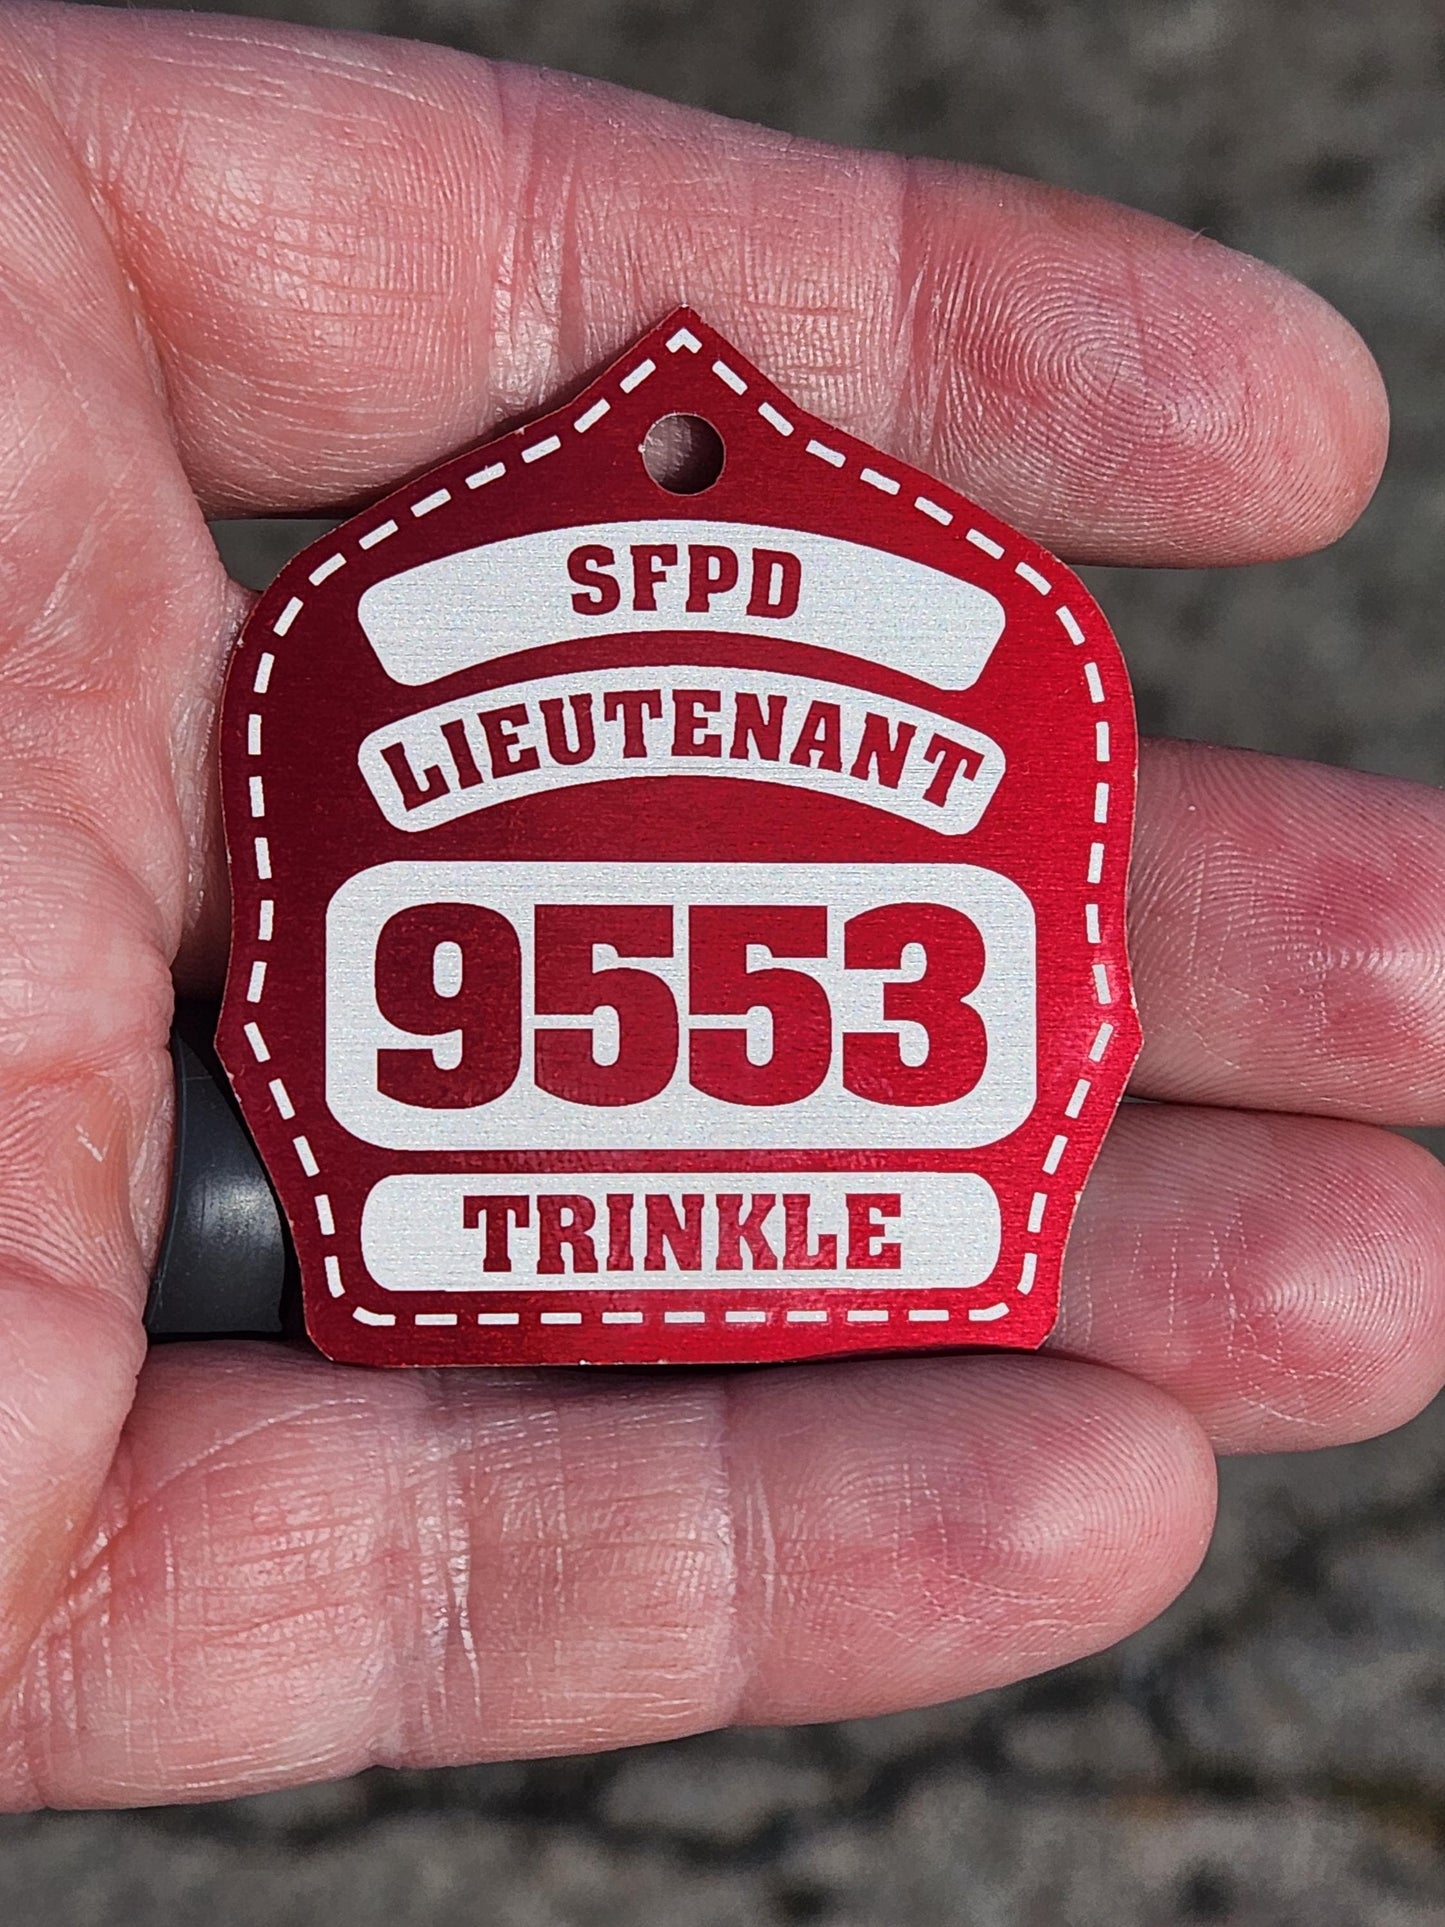 SFPD
LIEUTENANT
9553
TRINKLE